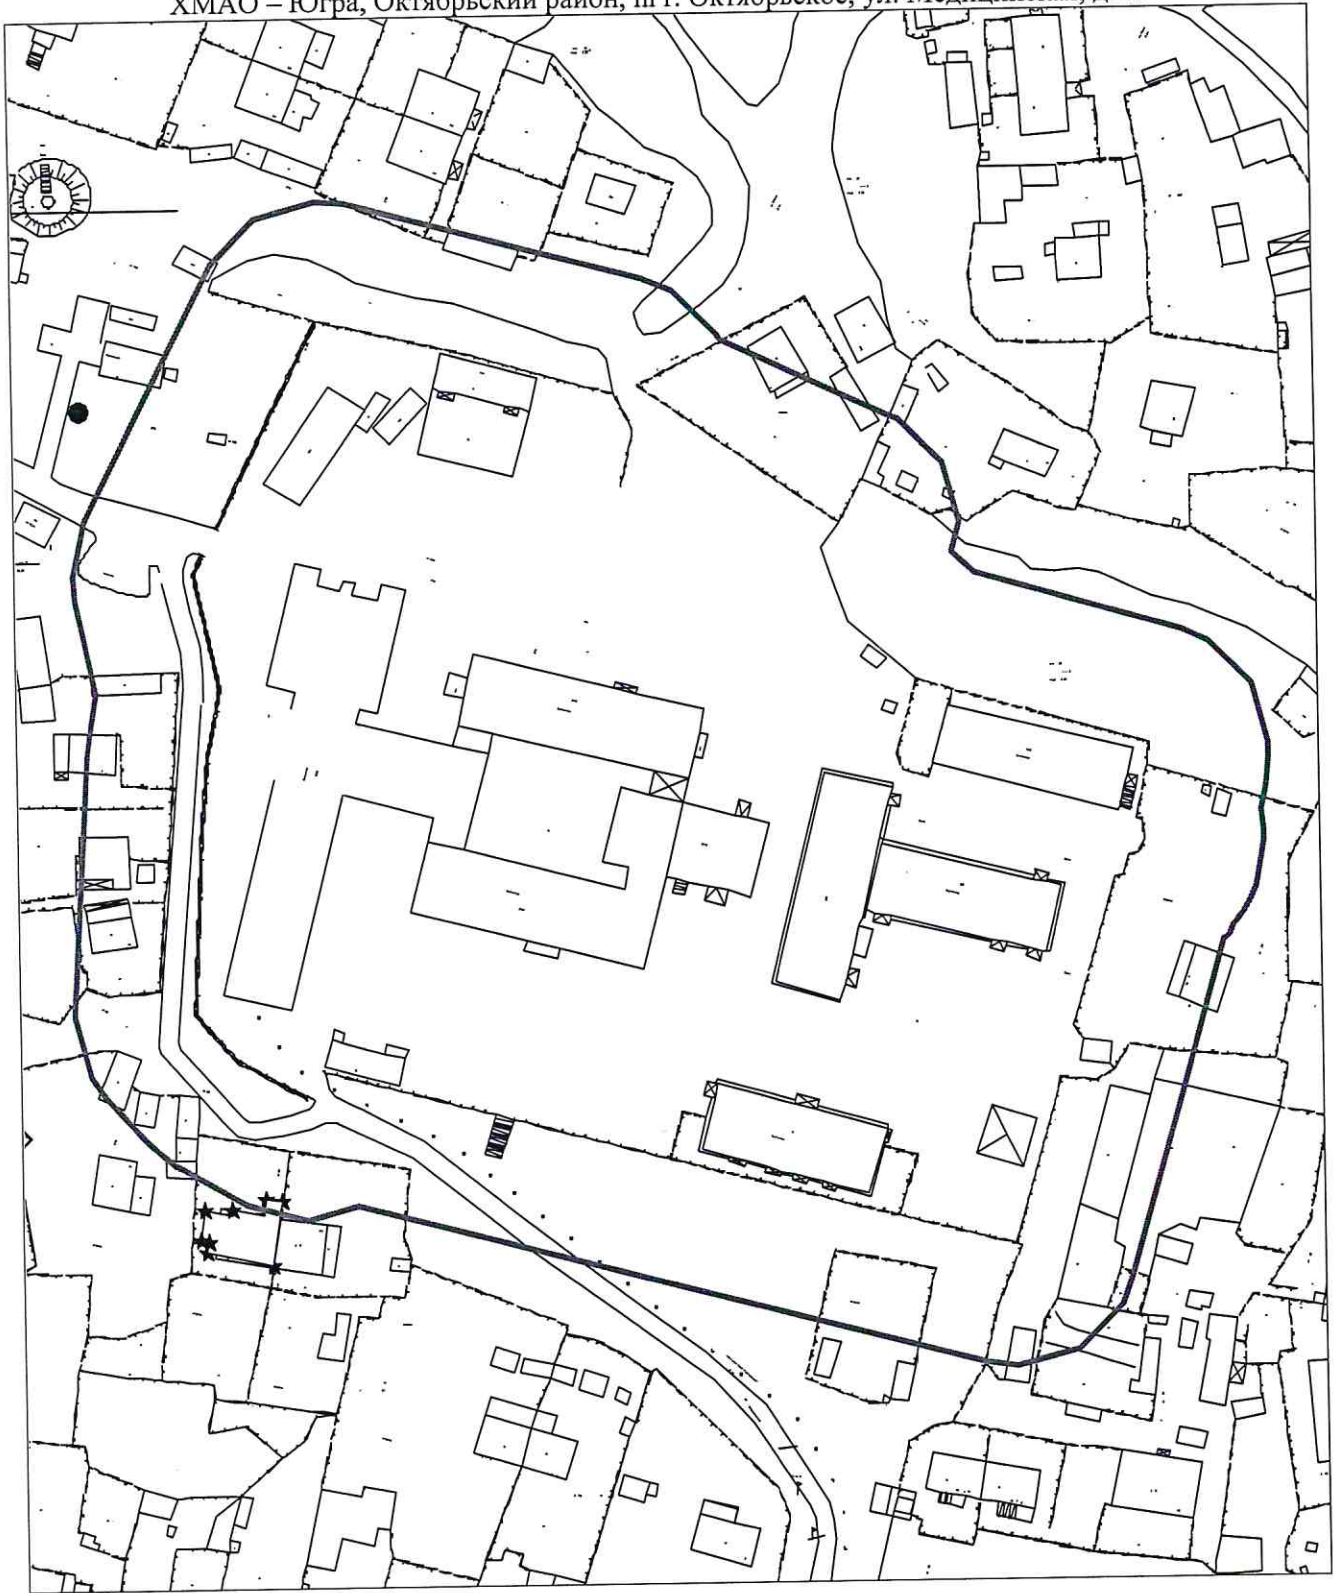 ХМАО – Югра, Октябрьский район, пгт. Октябрьское, ул. Медицинская, д